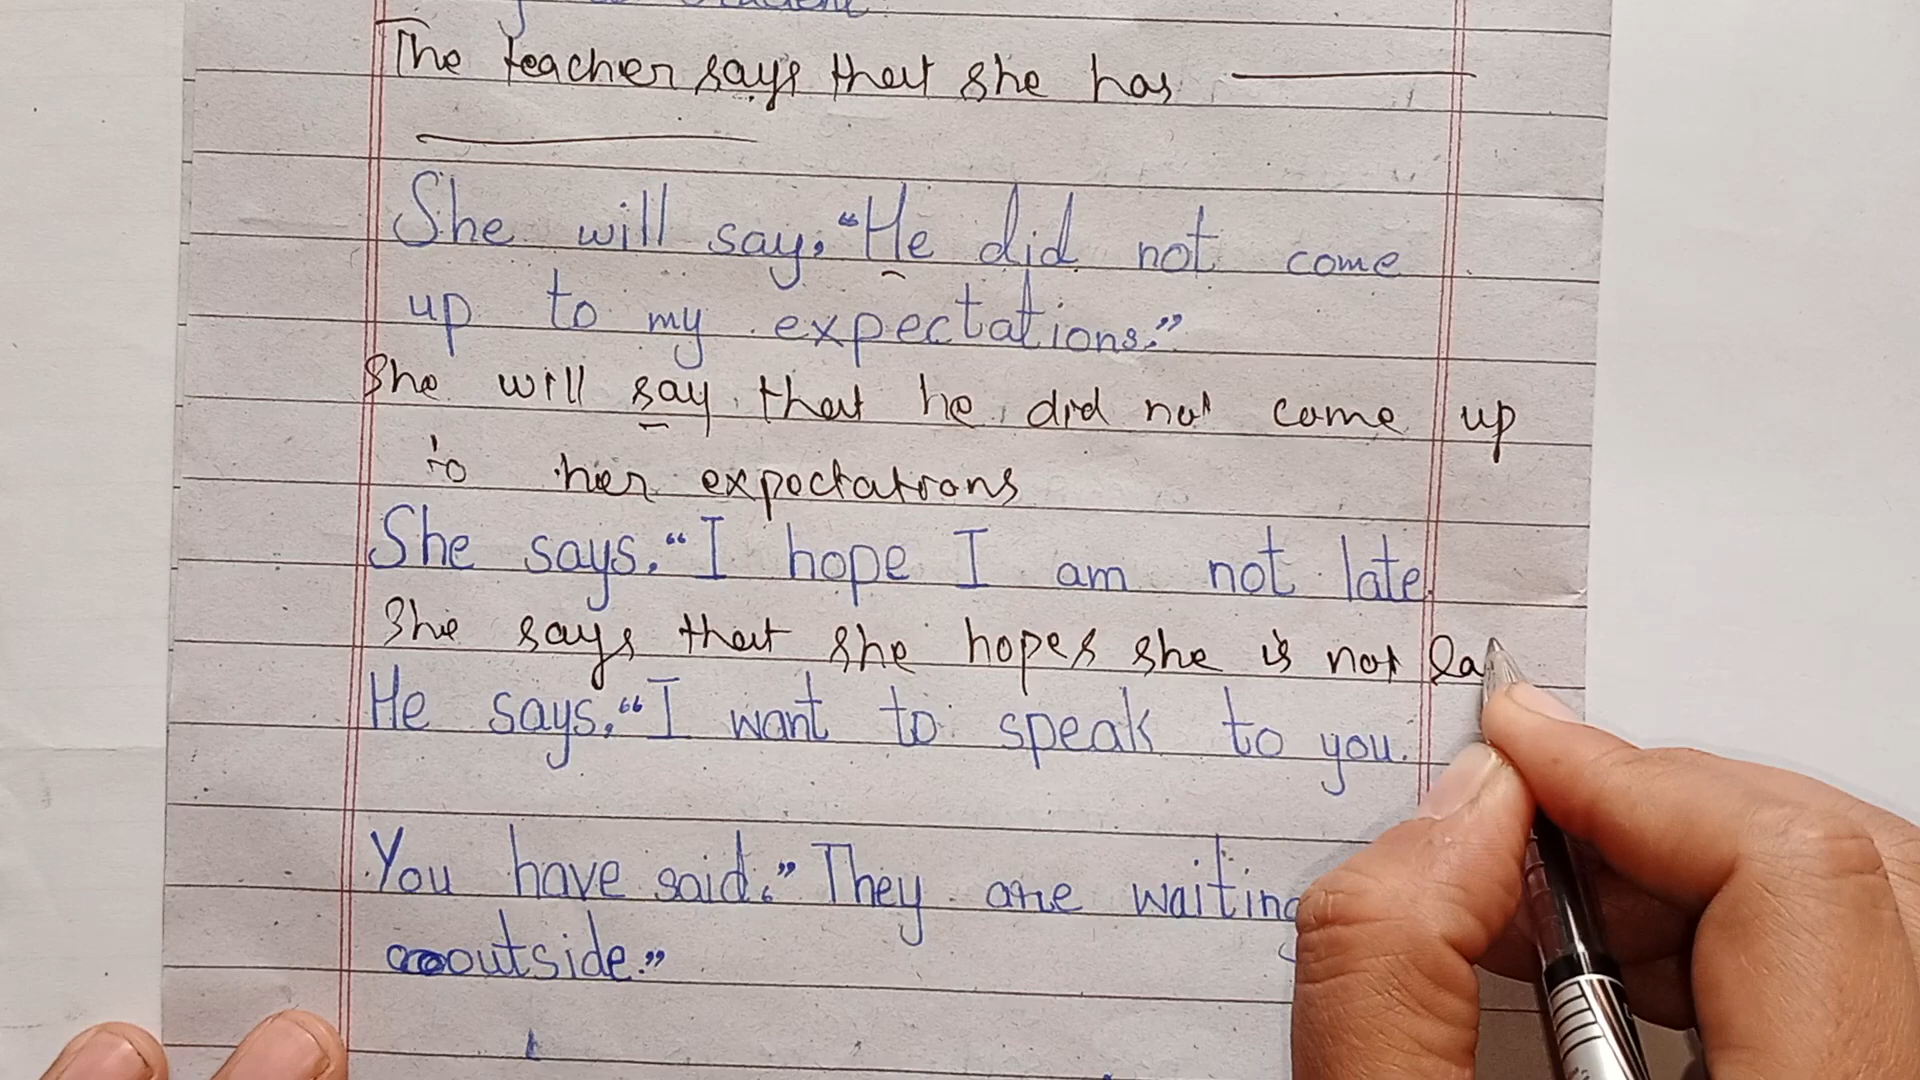 The teacher says that she has
She will say, “He did not come
up to my expectations.”
She will say that he did not come up
to her expectations
She says, “I hope I am not late
She says that she hopes she is not la
He says, “I want to speak to you.
You have said, ” They are waiting
outside.”